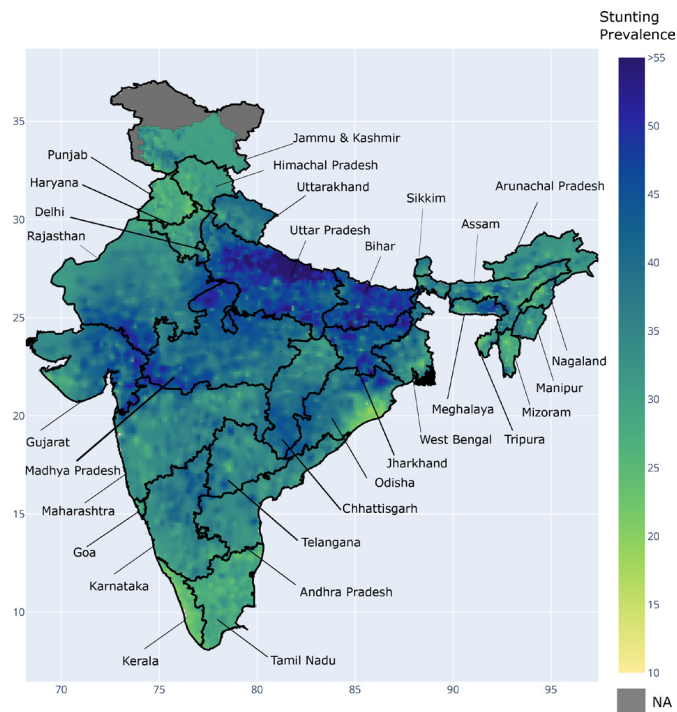 Stunting
Prevalence
>55
50
45
40
35
30
25
20
15
10
NA
35
30
25
20
15
10
70
75
80
85
90
95
Jammu & Kashmir
Punjab
Himachal Pradesh
Haryana
Uttarakhand
Delhi
Rajasthan
Uttar Pradesh
Bihar
Sikkim
Arunachal Pradesh
Assam
Nagaland
Manipur
Meghalaya
Mizoram
Tripura
West Bengal
Gujarat
Jharkhand
Madhya Pradesh
Odisha
Maharashtra
Chhattisgarh
Goa
Telangana
Karnataka
Andhra Pradesh
Kerala
Tamil Nadu